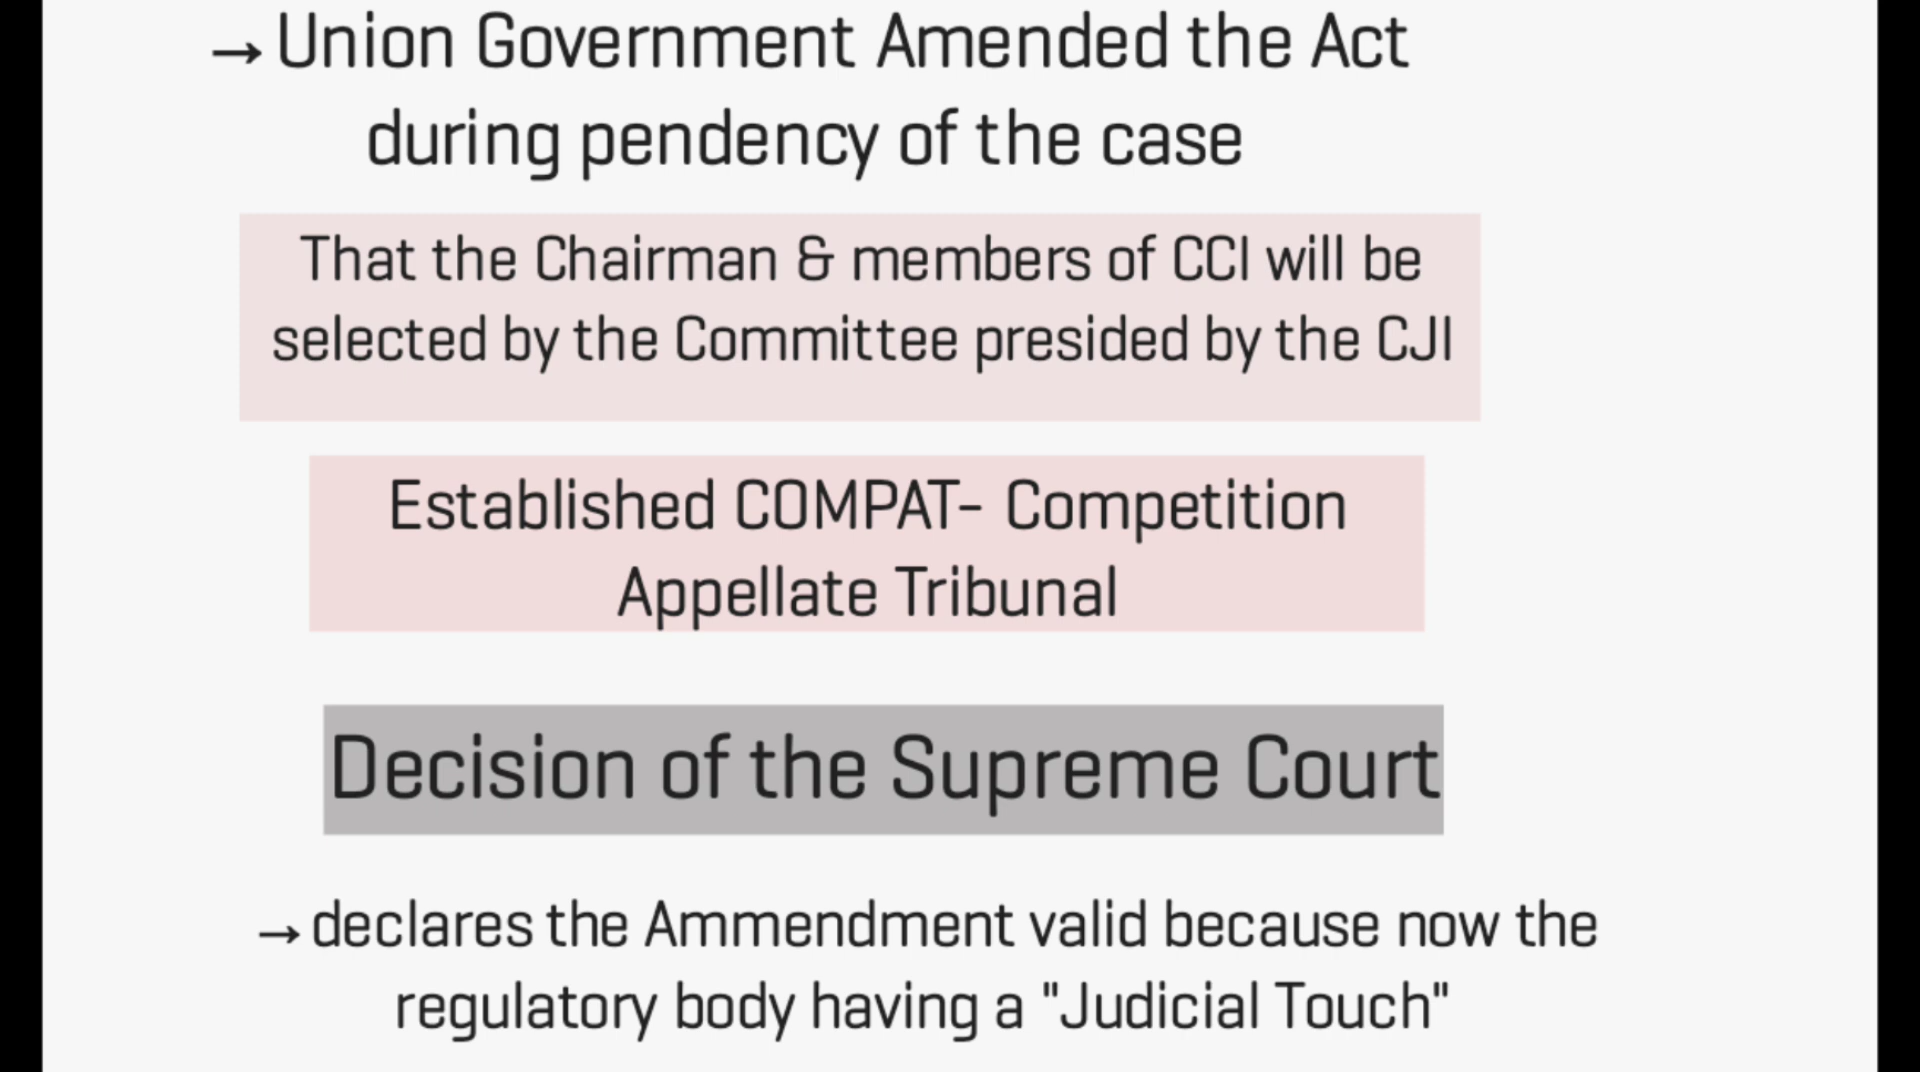 → Union Government Amended the Act
during pendency of the case
That the Chairman & members of CCI will be
selected by the Committee presided by the CJI
Established COMPAT- Competition
Appellate Tribunal
Decision of the Supreme Court
→ declares the Ammendment valid because now the
regulatory body having a "Judicial Touch"